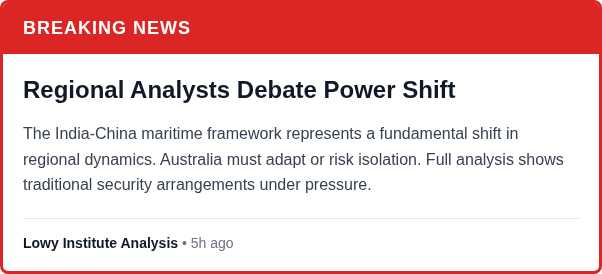 BREAKING NEWS
Regional Analysts Debate Power Shift
The India-China maritime framework represents a fundamental shift in
regional dynamics. Australia must adapt or risk isolation. Full analysis shows
traditional security arrangements under pressure.
Lowy Institute Analysis • 5h ago